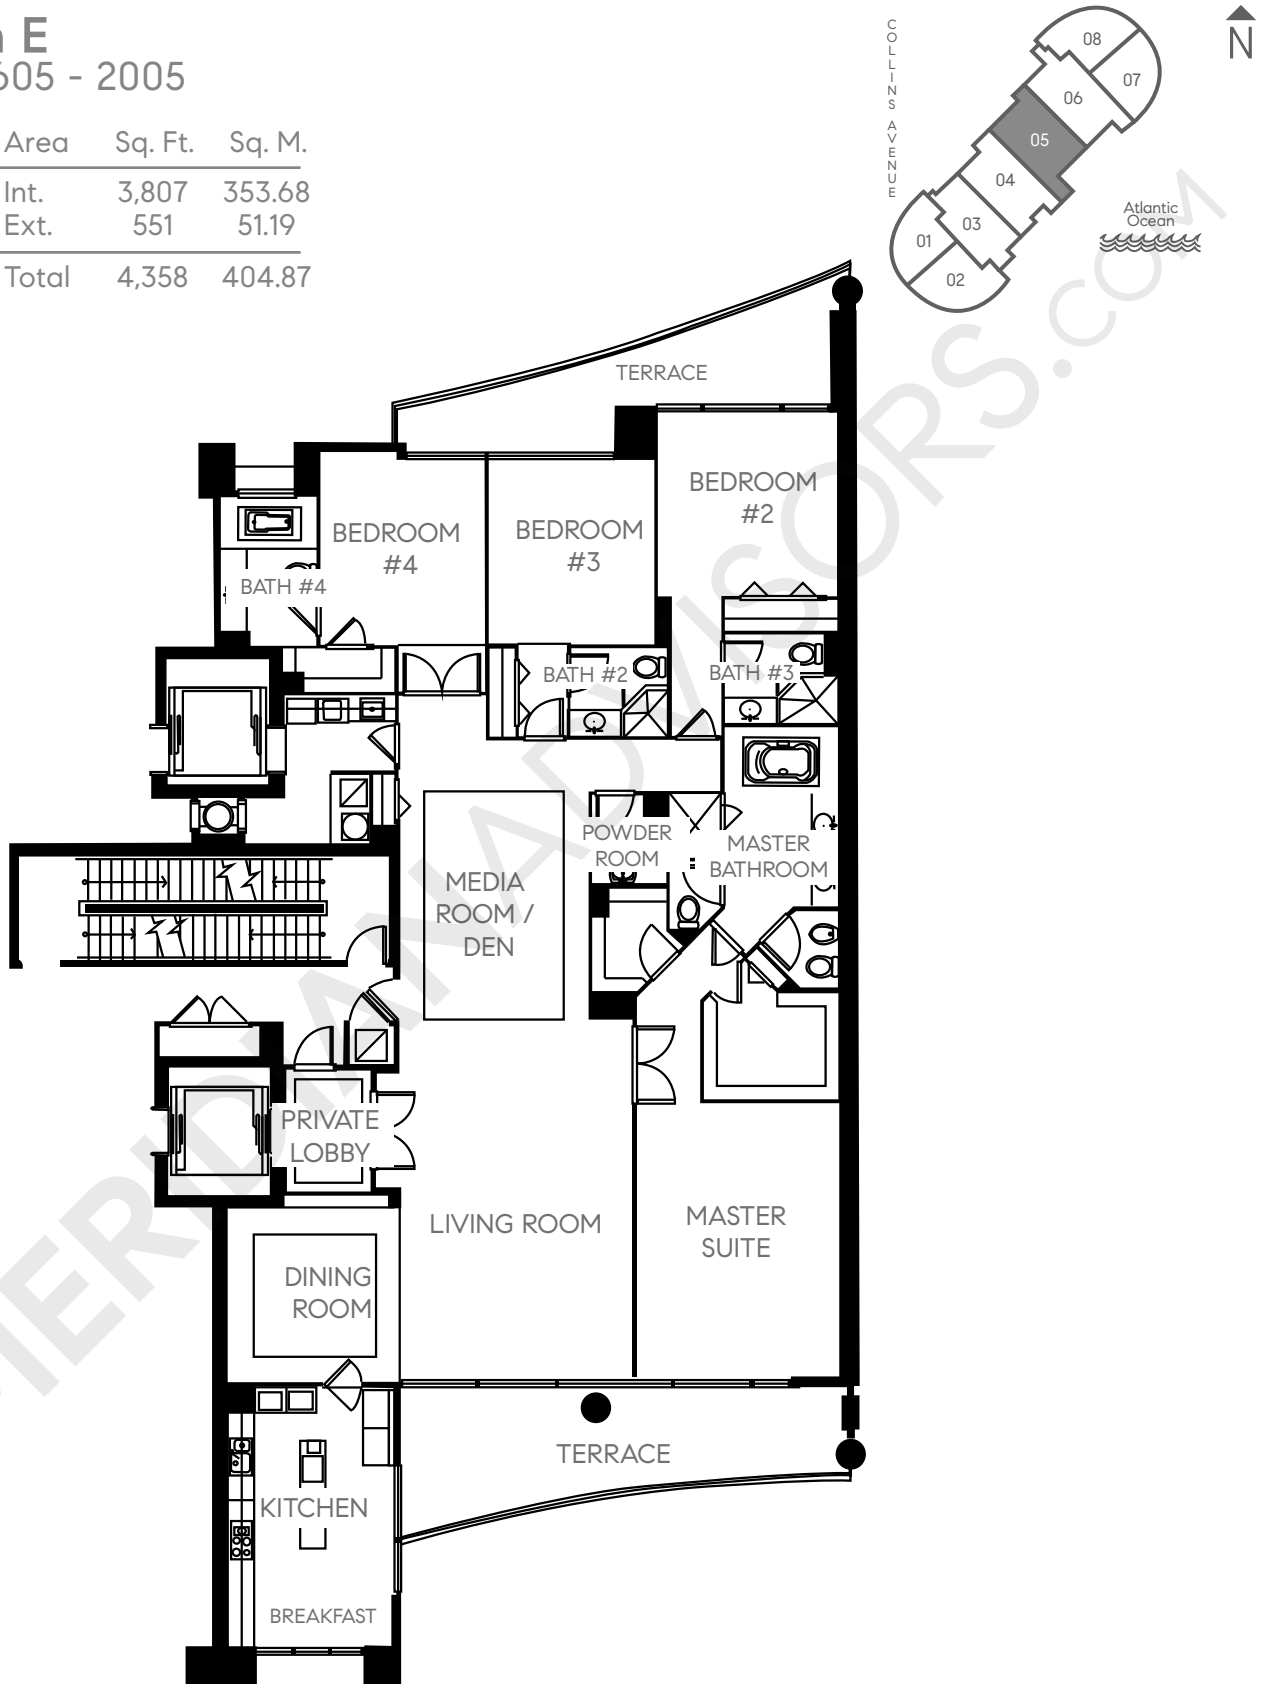 E
605 - 2005
Area Sq. Ft. Sq. M.
Int. 3,807 353.68
Ext. 551 51.19
Total 4,358 404.87
COLLINS AVENUE
N
08
07
06
05
04
03
01
02
Atlantic
Ocean
TERRACE
BEDROOM
#2
BEDROOM
#3
BEDROOM
#4
BATH #4
BATH #2
BATH #3
POWDER
ROOM
MASTER
BATHROOM
MEDIA
ROOM /
DEN
PRIVATE
LOBBY
LIVING ROOM
MASTER
SUITE
DINING
ROOM
TERRACE
KITCHEN
BREAKFAST
MERIDIANADVISORS.COM